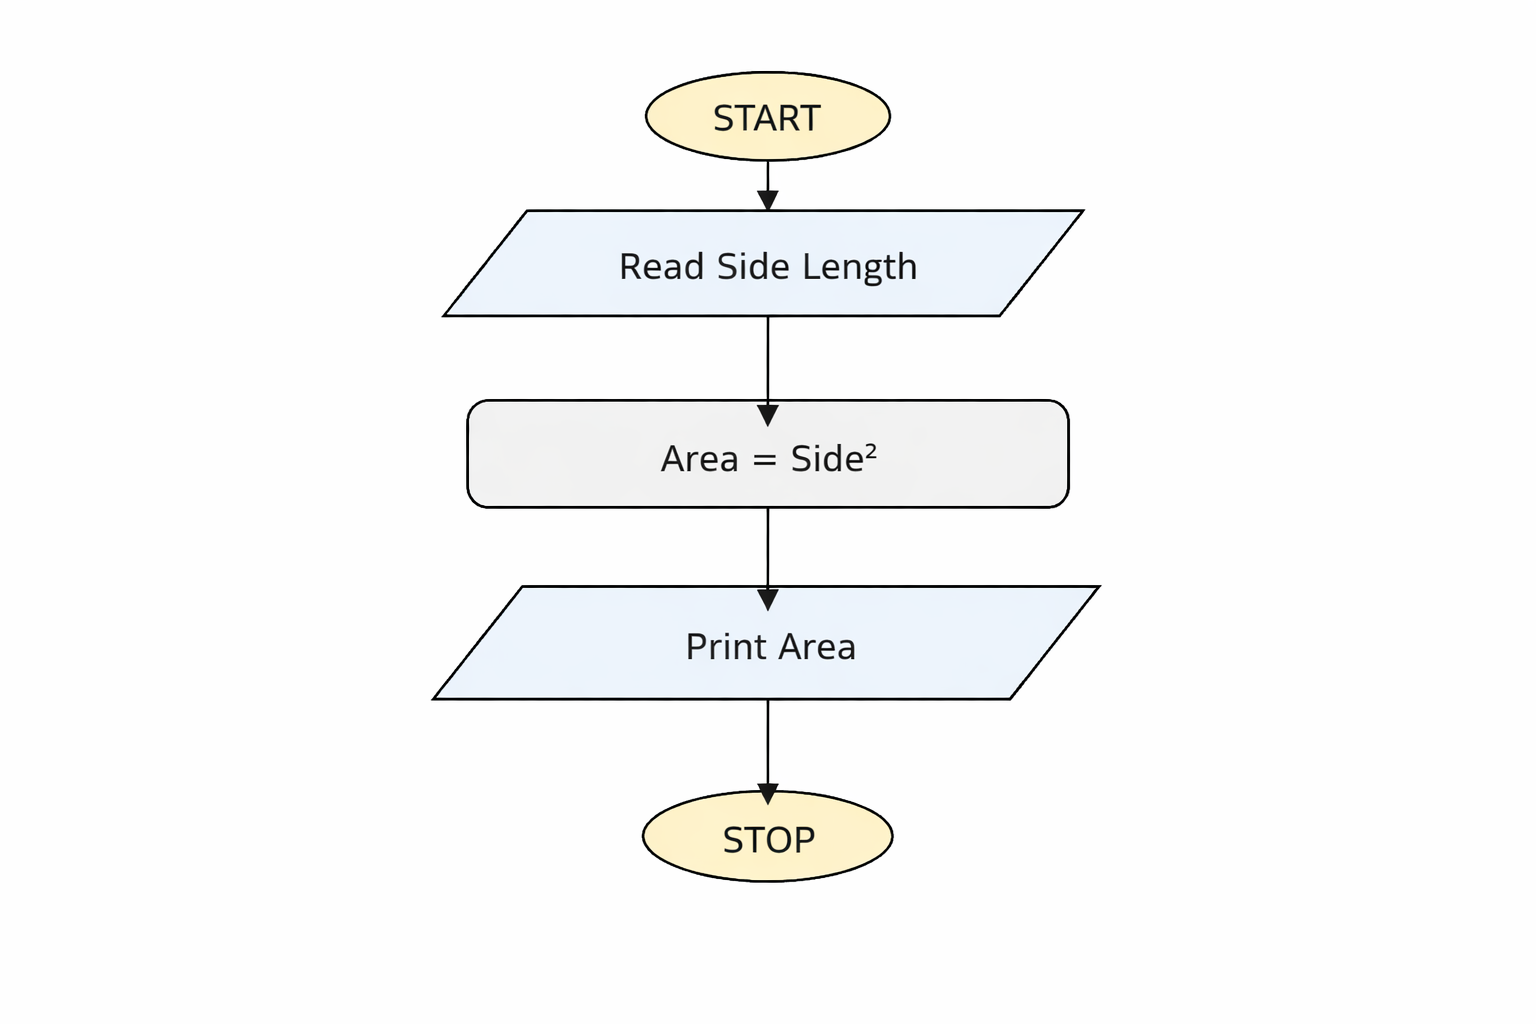 START
Read Side Length
Area = Side²
Print Area
STOP